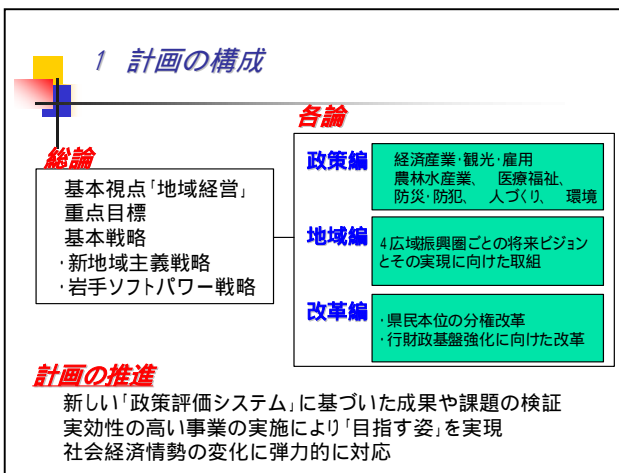 1 計画の構成
総論
基本視点「地域経営」
重点目標
基本戦略
・新地域主義戦略
・岩手ソフトパワー戦略
各論
政策編
経済産業・観光・雇用
農林水産業、 医療福祉、
防災・防犯、 人づくり、 環境
地域編
4広域振興圏ごとの将来ビジョン
とその実現に向けた取組
改革編
・県民本位の分権改革
・行財政基盤強化に向けた改革
計画の推進
新しい「政策評価システム」に基づいた成果や課題の検証
実効性の高い事業の実施により「目指す姿」を実現
社会経済情勢の変化に弾力的に対応